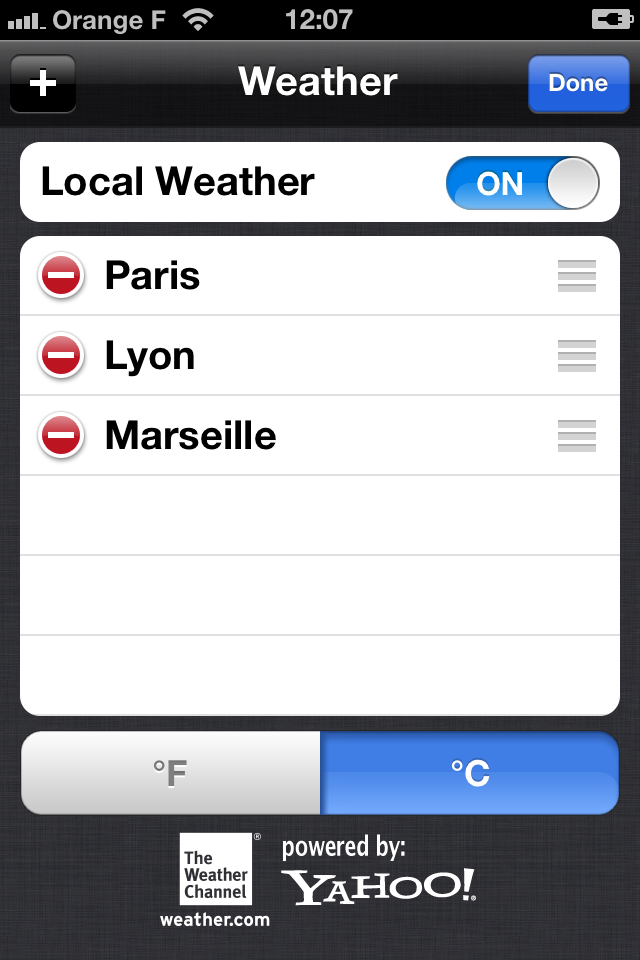 Orange F 12:07
+ Weather Done
Local Weather ON
Paris
Lyon
Marseille
°F °C
The
Weather
Channel
®
weather.com
powered by:
YAHOO!®